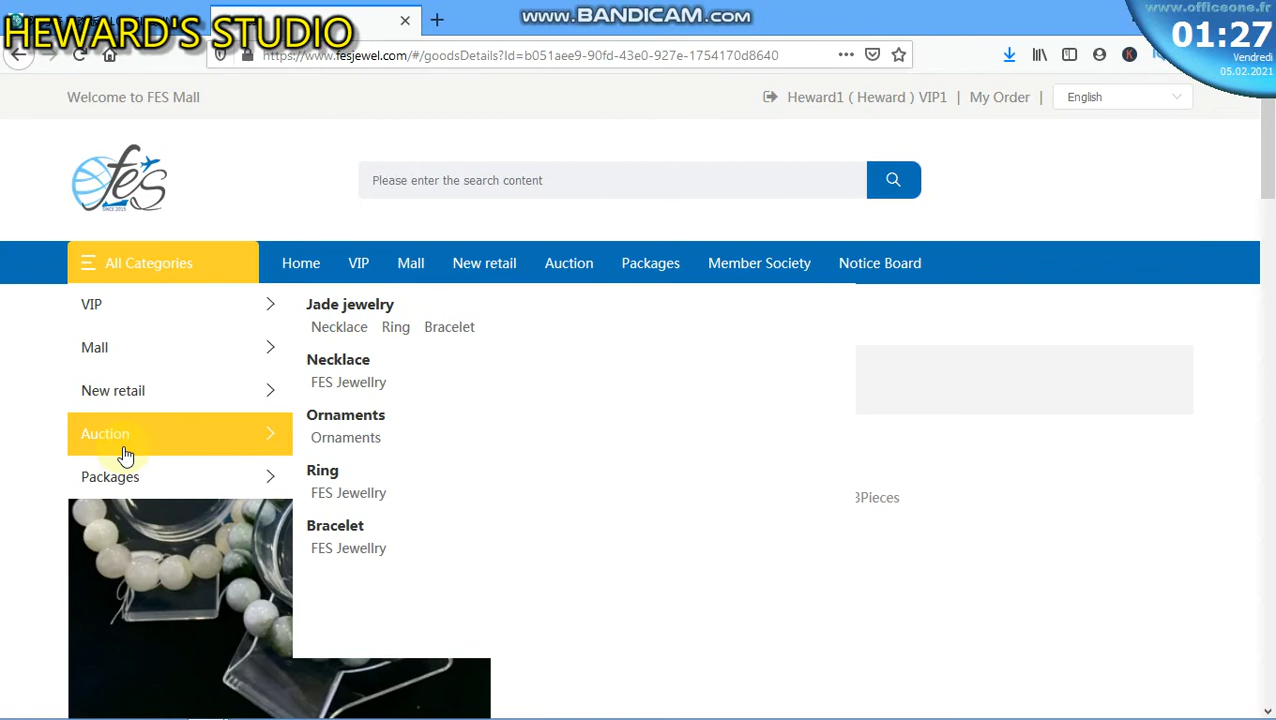 www.officeone.fr
HEWARD'S STUDIO
www.BANDICAM.com
01:27
Vendredi
05.02.2021
https://www.fesjewel.com/#/goodsDetails?Id=b051aee9-90fd-43e0-927e-1754170d8640
Welcome to FES Mall
Heward1 ( Heward ) VIP1 | My Order |
English
fes
SINCE 2015
Please enter the search content
All Categories
Home
VIP
Mall
New retail
Auction
Packages
Member Society
Notice Board
VIP
Mall
New retail
Auction
Packages
Jade jewelry
Necklace Ring Bracelet
Necklace
FES Jewellry
Ornaments
Ornaments
Ring
FES Jewellry
Bracelet
FES Jewellry
3Pieces